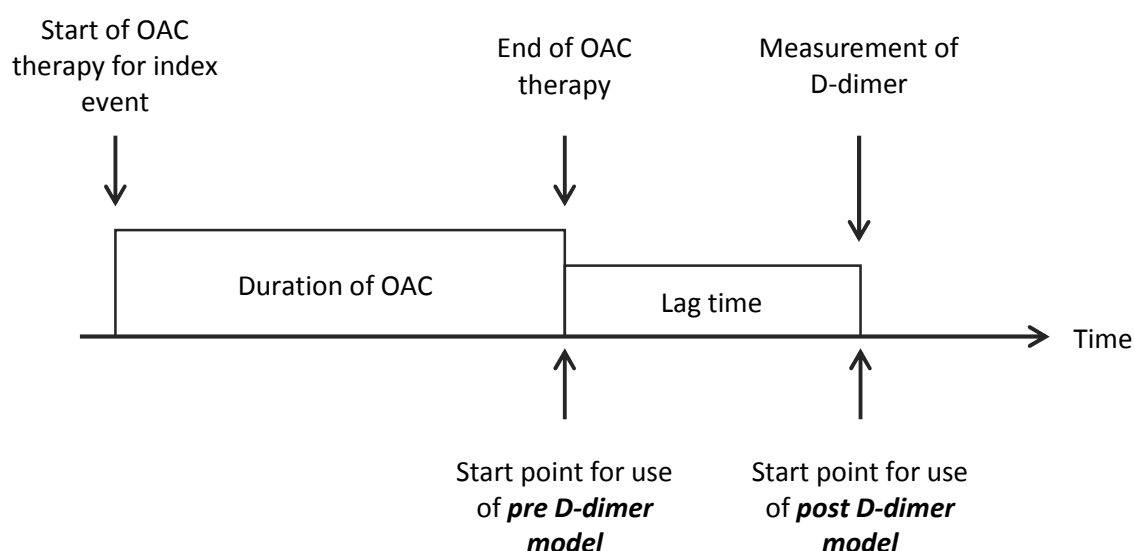 Start of OAC
therapy for index
event
End of OAC
therapy
Measurement of
D-dimer
Duration of OAC
Lag time
Time
Start point for use
of pre D-dimer
model
Start point for use
of post D-dimer
model